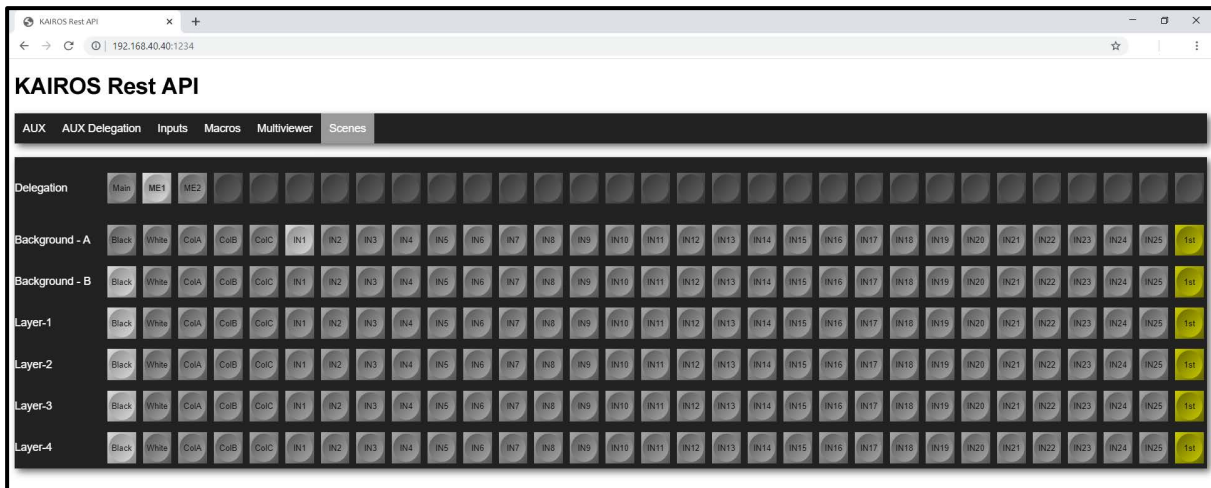 KAIROS Rest API
192.168.40.40:1234
KAIROS Rest API
AUX AUX Delegation Inputs Macros Multiviewer Scenes
Delegation Main ME1 ME2
Background - A Black White ColA ColB ColC IN1 IN2 IN3 IN4 IN5 IN6 IN7 IN8 IN9 IN10 IN11 IN12 IN13 IN14 IN15 IN16 IN17 IN18 IN19 IN20 IN21 IN22 IN23 IN24 IN25 1st
Background - B Black White ColA ColB ColC IN1 IN2 IN3 IN4 IN5 IN6 IN7 IN8 IN9 IN10 IN11 IN12 IN13 IN14 IN15 IN16 IN17 IN18 IN19 IN20 IN21 IN22 IN23 IN24 IN25 1st
Layer-1 Black White ColA ColB ColC IN1 IN2 IN3 IN4 IN5 IN6 IN7 IN8 IN9 IN10 IN11 IN12 IN13 IN14 IN15 IN16 IN17 IN18 IN19 IN20 IN21 IN22 IN23 IN24 IN25 1st
Layer-2 Black White ColA ColB ColC IN1 IN2 IN3 IN4 IN5 IN6 IN7 IN8 IN9 IN10 IN11 IN12 IN13 IN14 IN15 IN16 IN17 IN18 IN19 IN20 IN21 IN22 IN23 IN24 IN25 1st
Layer-3 Black White ColA ColB ColC IN1 IN2 IN3 IN4 IN5 IN6 IN7 IN8 IN9 IN10 IN11 IN12 IN13 IN14 IN15 IN16 IN17 IN18 IN19 IN20 IN21 IN22 IN23 IN24 IN25 1st
Layer-4 Black White ColA ColB ColC IN1 IN2 IN3 IN4 IN5 IN6 IN7 IN8 IN9 IN10 IN11 IN12 IN13 IN14 IN15 IN16 IN17 IN18 IN19 IN20 IN21 IN22 IN23 IN24 IN25 1st